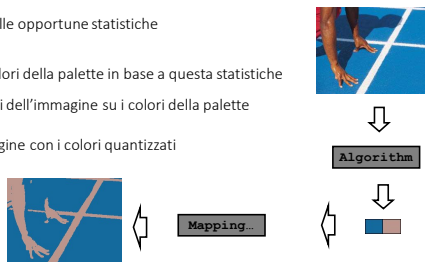 lle opportune statistiche
lori della palette in base a questa statistiche
i dell'immagine su i colori della palette
gine con i colori quantizzati
Algorithm
Mapping…